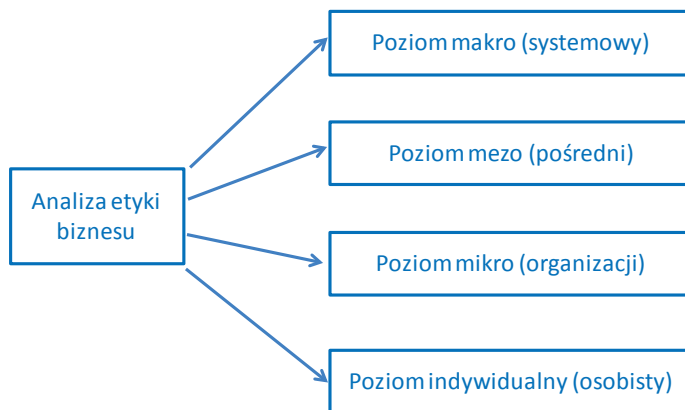 Poziom makro (systemowy)
Poziom mezo (pośredni)
Analiza etyki
biznesu
Poziom mikro (organizacji)
Poziom indywidualny (osobisty)